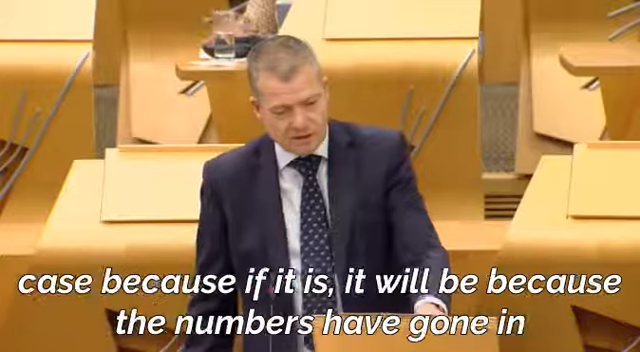 case because if it is, it will be because
the numbers have gone in